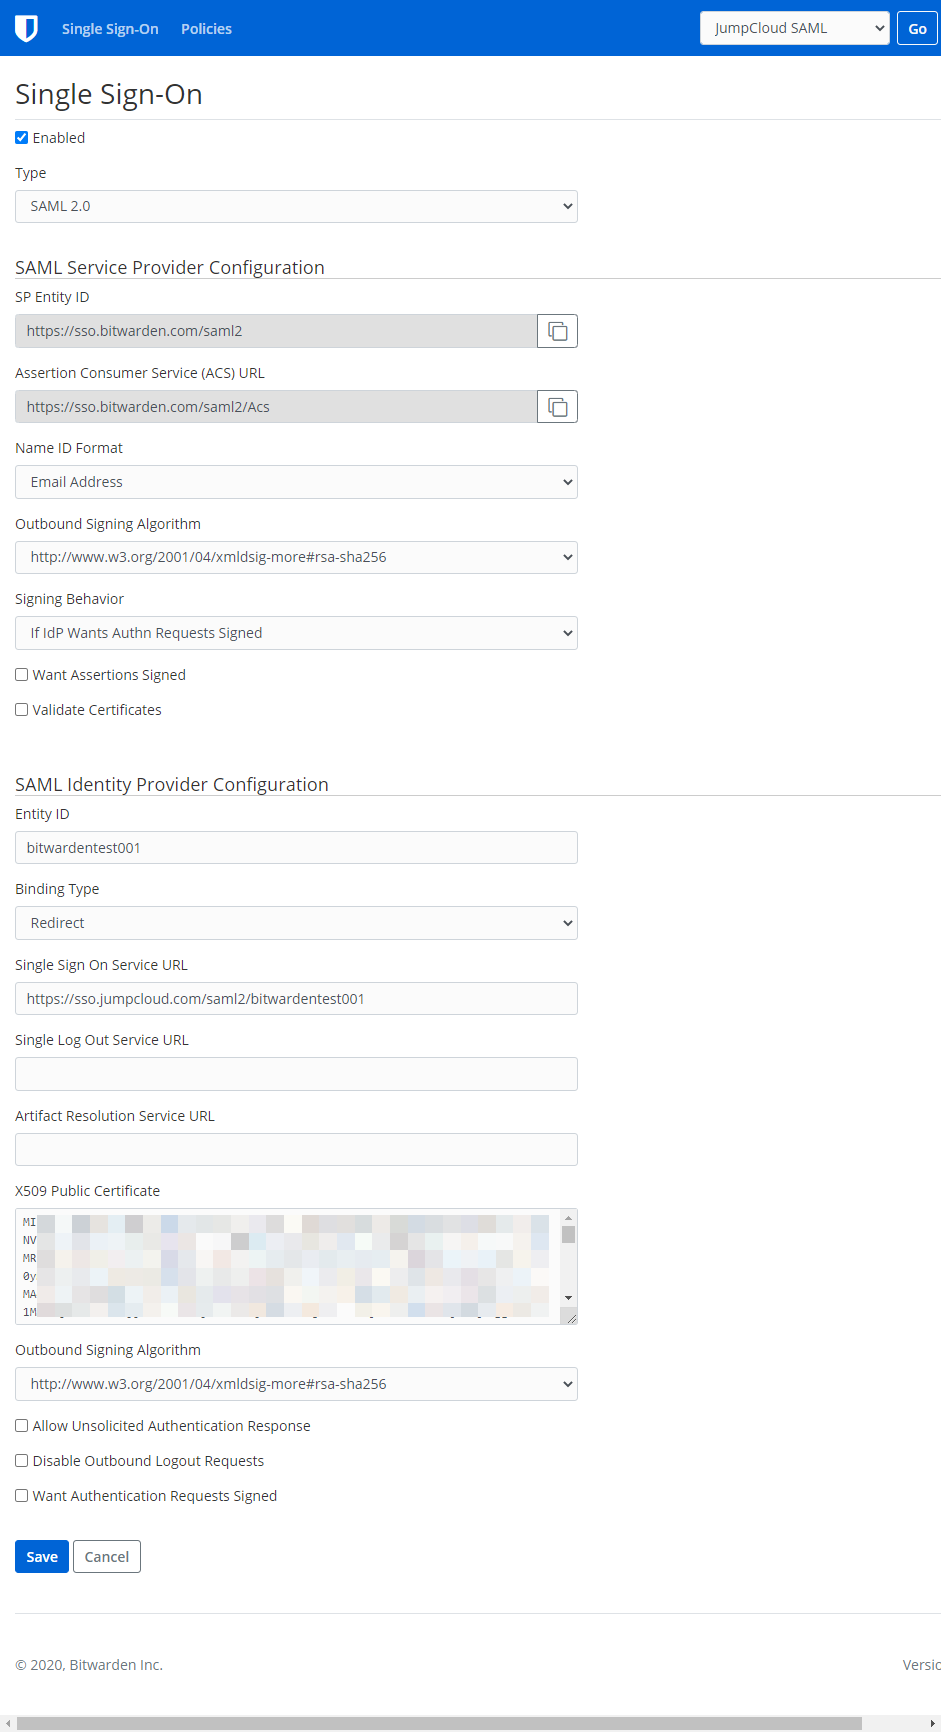 Single Sign-On Policies JumpCloud SAML Go
Single Sign-On
Enabled
Type
SAML 2.0
SAML Service Provider Configuration
SP Entity ID
https://sso.bitwarden.com/saml2
Assertion Consumer Service (ACS) URL
https://sso.bitwarden.com/saml2/Acs
Name ID Format
Email Address
Outbound Signing Algorithm
http://www.w3.org/2001/04/xmldsig-more#rsa-sha256
Signing Behavior
If IdP Wants Authn Requests Signed
Want Assertions Signed
Validate Certificates
SAML Identity Provider Configuration
Entity ID
bitwardentest001
Binding Type
Redirect
Single Sign On Service URL
https://sso.jumpcloud.com/saml2/bitwardentest001
Single Log Out Service URL
Artifact Resolution Service URL
X509 Public Certificate
MI
NV
MR
0y
MA
1M
Outbound Signing Algorithm
http://www.w3.org/2001/04/xmldsig-more#rsa-sha256
Allow Unsolicited Authentication Response
Disable Outbound Logout Requests
Want Authentication Requests Signed
Save Cancel
© 2020, Bitwarden Inc. Versio